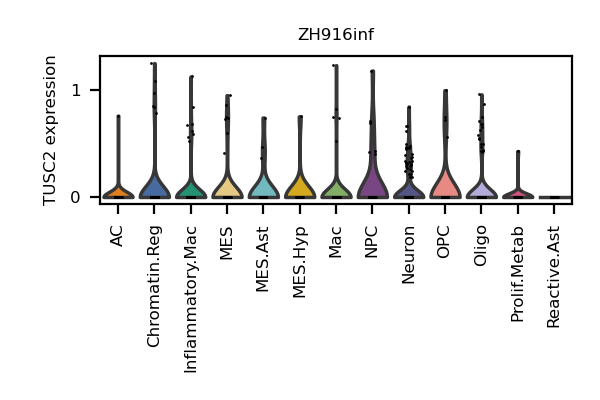 ZH916inf
TUSC2 expression
1
0
AC
Chromatin.Reg
Inflammatory.Mac
MES
MES.Ast
MES.Hyp
Mac
NPC
Neuron
OPC
Oligo
Prolif.Metab
Reactive.Ast